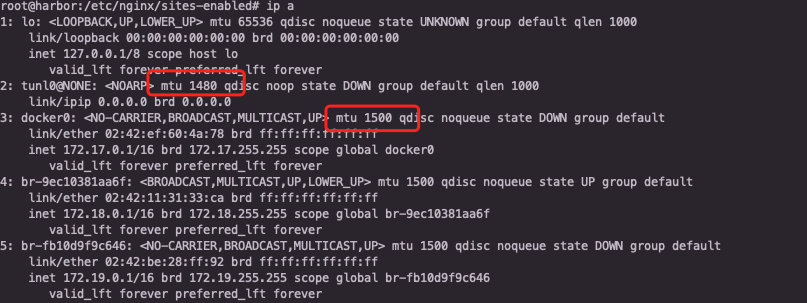 root@harbor:/etc/nginx/sites-enabled# ip a
1: lo: <LOOPBACK,UP,LOWER_UP> mtu 65536 qdisc noqueue state UNKNOWN group default qlen 1000
    link/loopback 00:00:00:00:00:00 brd 00:00:00:00:00:00
    inet 127.0.0.1/8 scope host lo
       valid_lft forever preferred_lft forever
2: tunl0@NONE: <NOARP> mtu 1480 qdisc noop state DOWN group default qlen 1000
    link/ipip 0.0.0.0 brd 0.0.0.0
3: docker0: <NO-CARRIER,BROADCAST,MULTICAST,UP> mtu 1500 qdisc noqueue state DOWN group default
    link/ether 02:42:ef:60:4a:78 brd ff:ff:ff:ff:ff:ff
    inet 172.17.0.1/16 brd 172.17.255.255 scope global docker0
       valid_lft forever preferred_lft forever
4: br-9ec10381aa6f: <BROADCAST,MULTICAST,UP,LOWER_UP> mtu 1500 qdisc noqueue state UP group default
    link/ether 02:42:11:31:33:ca brd ff:ff:ff:ff:ff:ff
    inet 172.18.0.1/16 brd 172.18.255.255 scope global br-9ec10381aa6f
       valid_lft forever preferred_lft forever
5: br-fb10d9f9c646: <NO-CARRIER,BROADCAST,MULTICAST,UP> mtu 1500 qdisc noqueue state DOWN group default
    link/ether 02:42:be:28:ff:92 brd ff:ff:ff:ff:ff:ff
    inet 172.19.0.1/16 brd 172.19.255.255 scope global br-fb10d9f9c646
       valid_lft forever preferred_lft forever